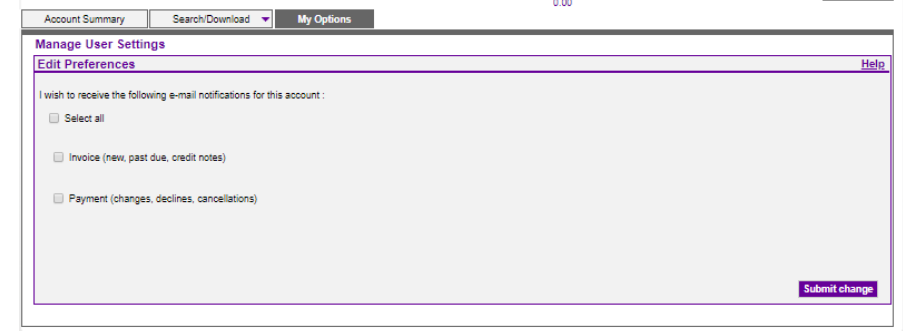 0.00
Account Summary Search/Download My Options
Manage User Settings
Edit Preferences Help
I wish to receive the following e-mail notifications for this account :
Select all
Invoice (new, past due, credit notes)
Payment (changes, declines, cancellations)
Submit change